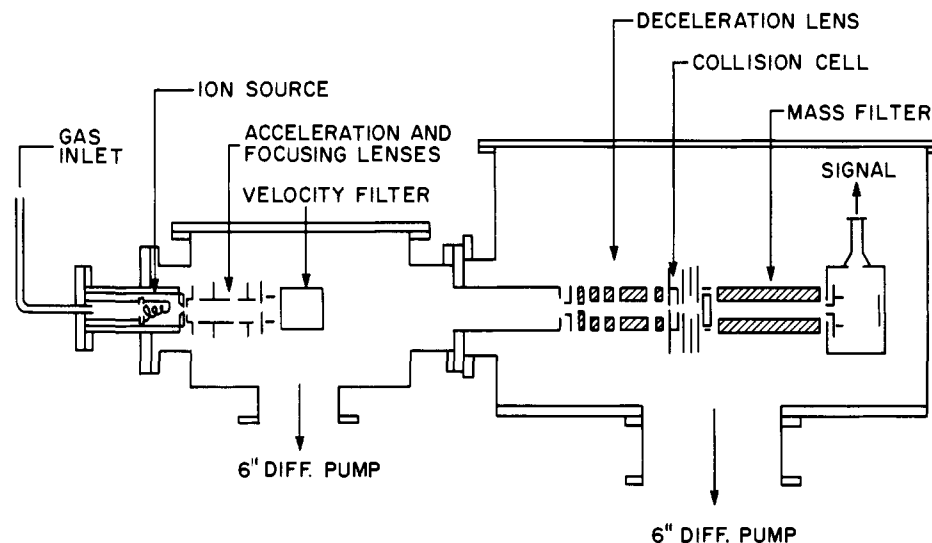 DECELERATION LENS
COLLISION CELL
ION SOURCE
MASS FILTER
GAS
INLET
ACCELERATION AND
FOCUSING LENSES
VELOCITY FILTER
SIGNAL
6" DIFF. PUMP
6" DIFF. PUMP